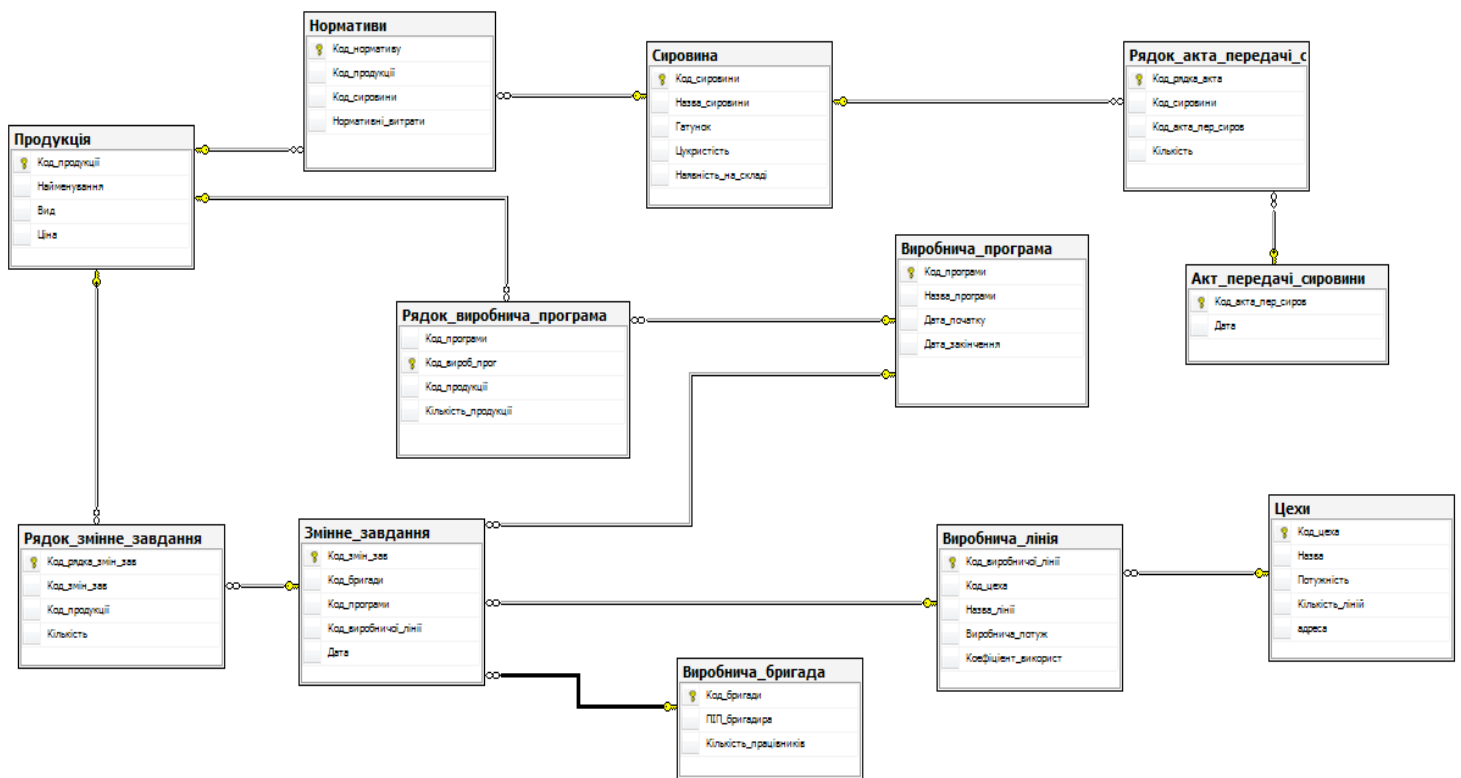 Нормативи
Код_нормативу
Код_продукції
Код_сировини
Нормативні_витрати
Сировина
Код_сировини
Назва_сировини
Гатунок
Цукристість
Наявність_на_складі
Рядок_акта_передачі_с
Код_рядка_акта
Код_сировини
Код_акта_пер_сиров
Кількість
Продукція
Код_продукції
Найменування
Вид
Ціна
Виробнича_програма
Код_програми
Назва_програми
Дата_початку
Дата_закінчення
Акт_передачі_сировини
Код_акта_пер_сиров
Дата
Рядок_виробнича_програма
Код_програми
Код_вироб_прог
Код_продукції
Кількість_продукції
Рядок_змінне_завдання
Код_рядка_змін_зав
Код_змін_зав
Код_продукції
Кількість
Змінне_завдання
Код_змін_зав
Код_бригади
Код_програми
Код_виробничої_лінії
Дата
Виробнича_лінія
Код_виробничої_лінії
Код_цеха
Назва_лінії
Виробнича_потуж
Коефіцієнт_використ
Цехи
Код_цеха
Назва
Потужність
Кількість_ліній
адреса
Виробнича_бригада
Код_бригади
ПІП_бригадира
Кількість_працівників